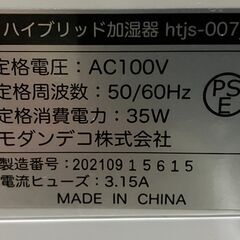 ハイブリッド加湿器 htjs-007
定格電圧：AC100V
定格周波数：50/60Hz
定格消費電力：35W
モダンデコ株式会社
製造番号：20210915615
電流ヒューズ：3.15A
MADE IN CHINA
PS
E